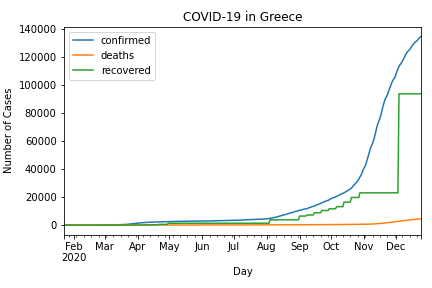 COVID-19 in Greece
confirmed
deaths
recovered
Number of Cases
140000
120000
100000
80000
60000
40000
20000
0
Feb Mar Apr May Jun Jul Aug Sep Oct Nov Dec
2020
Day